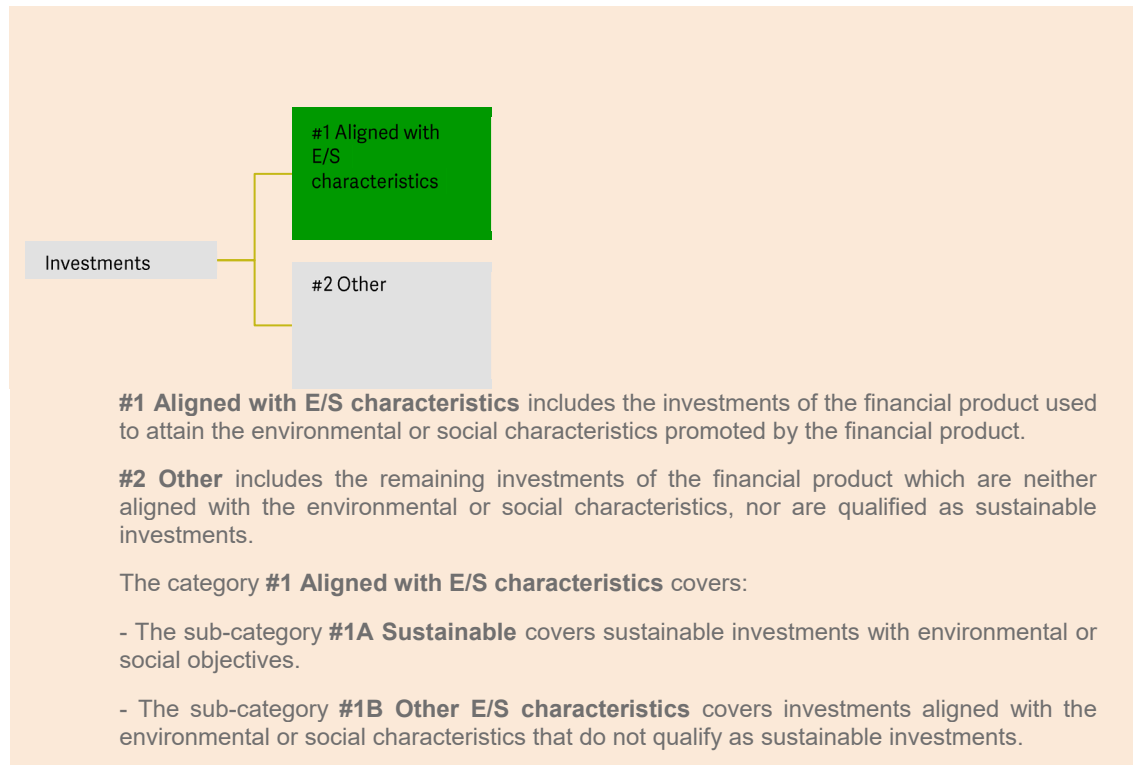 #1 Aligned with
E/S
characteristics
Investments
#2 Other
#1 Aligned with E/S characteristics includes the investments of the financial product used
to attain the environmental or social characteristics promoted by the financial product.
#2 Other includes the remaining investments of the financial product which are neither
aligned with the environmental or social characteristics, nor are qualified as sustainable
investments.
The category #1 Aligned with E/S characteristics covers:
- The sub-category #1A Sustainable covers sustainable investments with environmental or
social objectives.
- The sub-category #1B Other E/S characteristics covers investments aligned with the
environmental or social characteristics that do not qualify as sustainable investments.